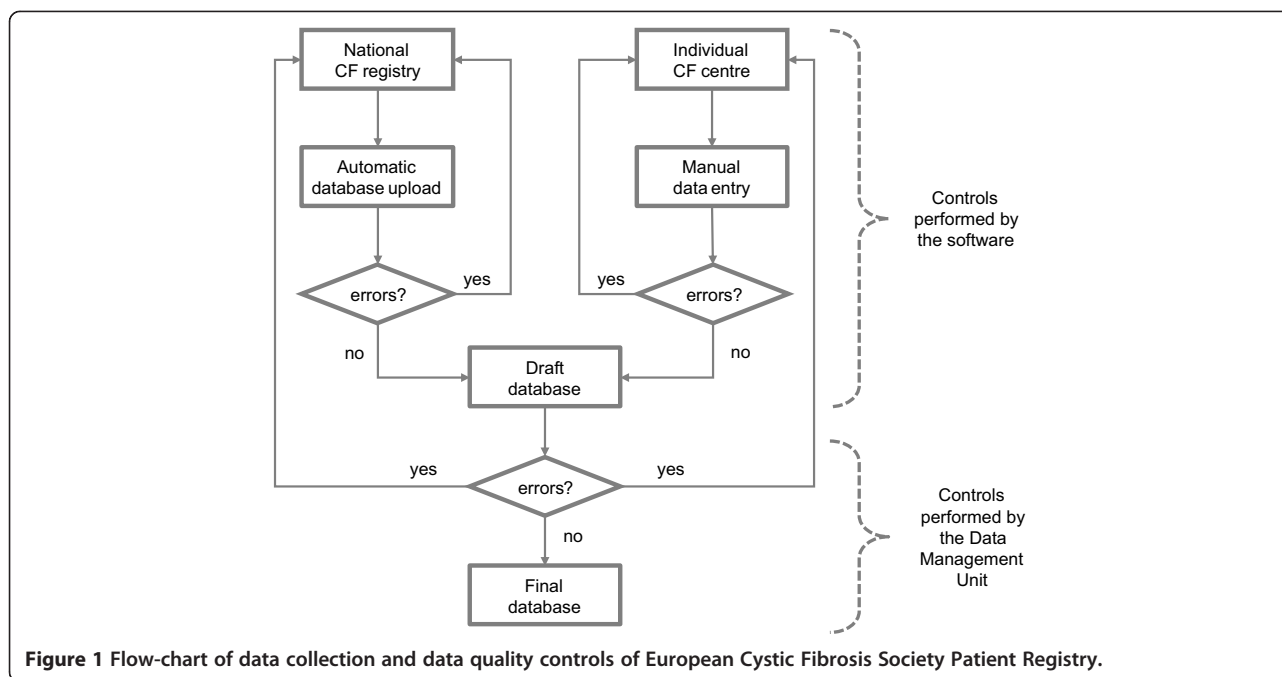 National
CF registry
Individual
CF centre
Automatic
database upload
Manual
data entry
Controls
performed by
the software
errors?
yes
yes
errors?
no
no
Draft
database
yes
errors?
yes
no
Controls
performed by
the Data
Management
Unit
Final
database
Figure 1 Flow-chart of data collection and data quality controls of European Cystic Fibrosis Society Patient Registry.